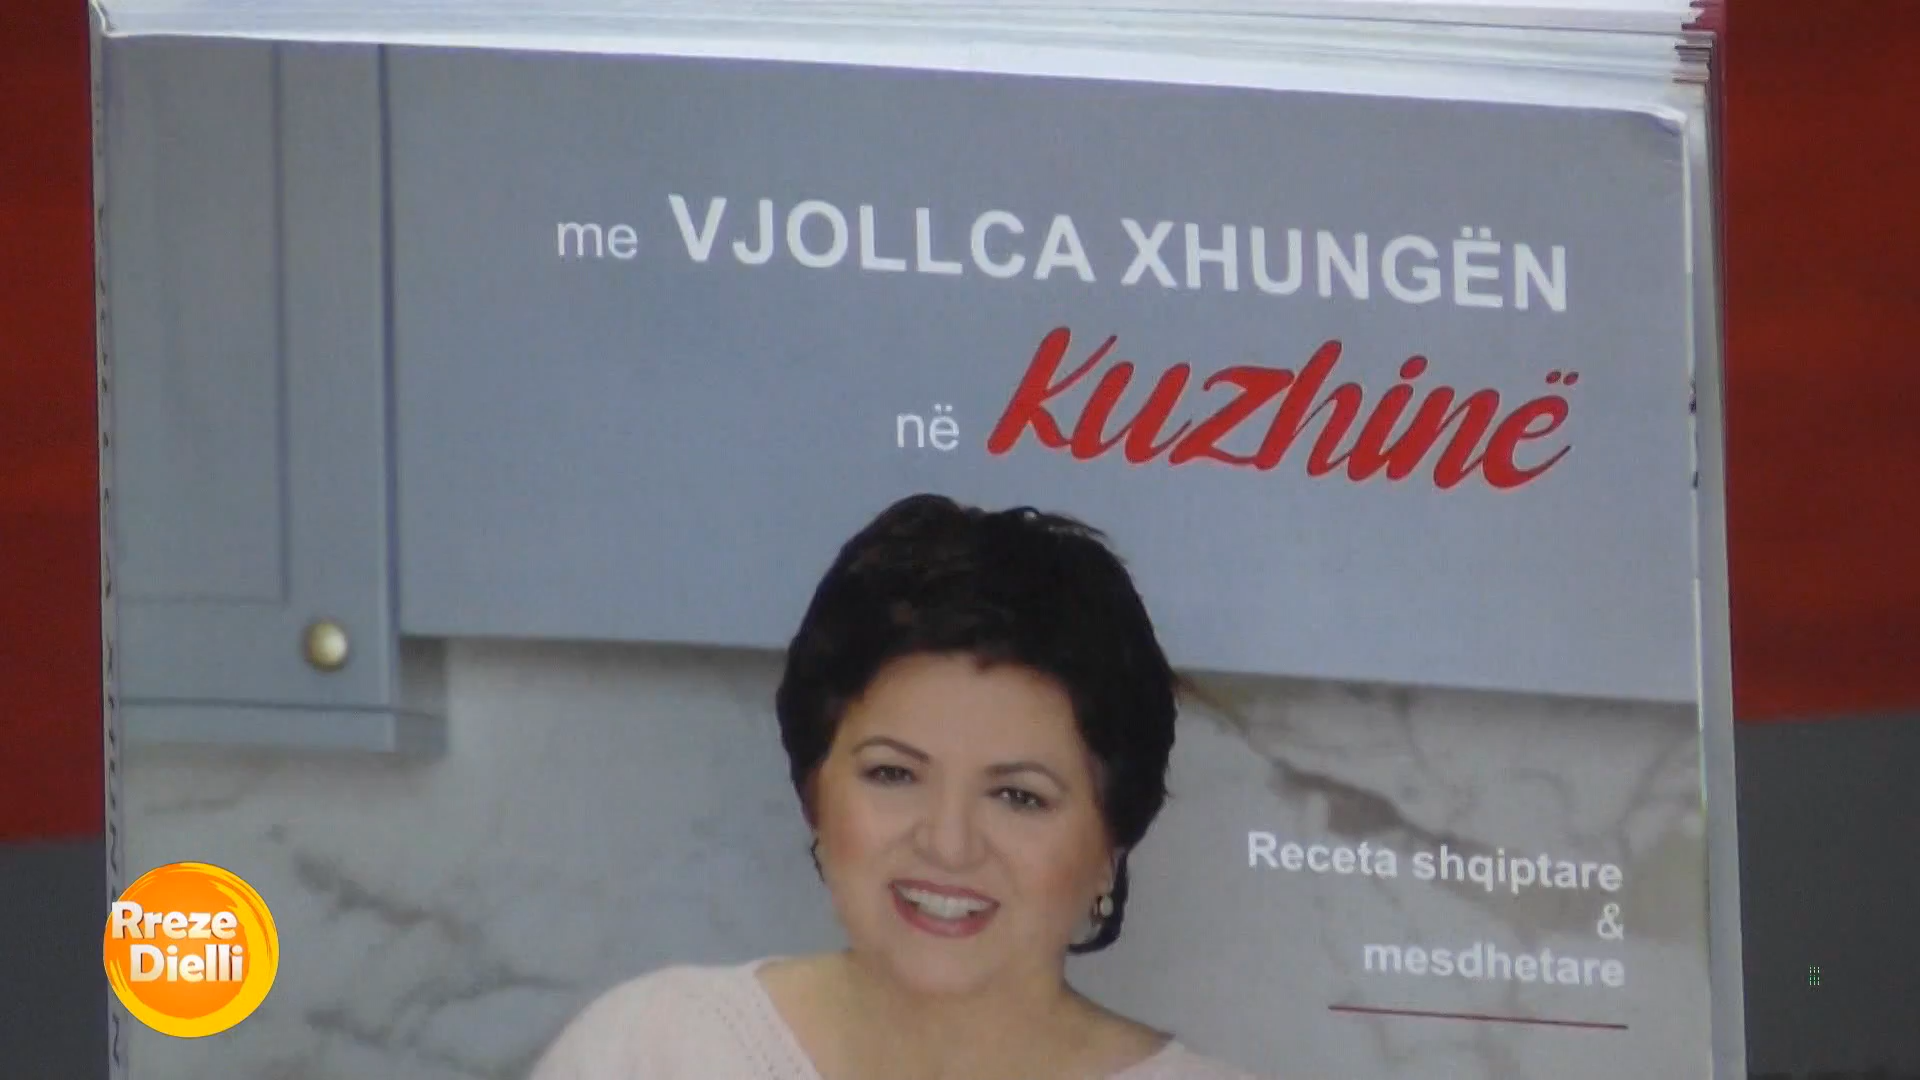 me VJOLLCA XHUNGËN
në Kuzhinë
Receta shqiptare
&
mesdhetare
Rreze
Dielli